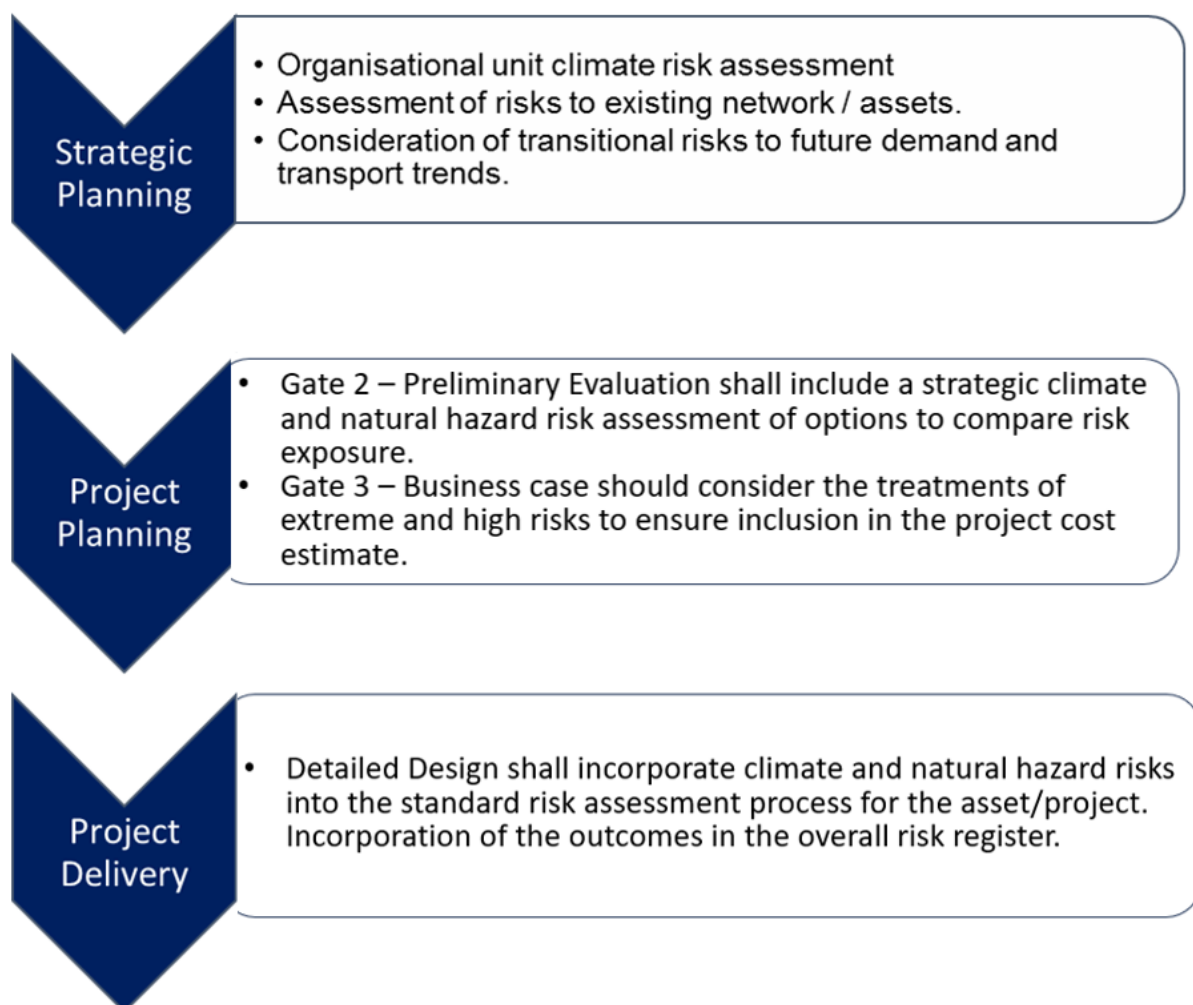 Strategic
Planning
• Organisational unit climate risk assessment
• Assessment of risks to existing network / assets.
• Consideration of transitional risks to future demand and
transport trends.
Project
Planning
• Gate 2 – Preliminary Evaluation shall include a strategic climate
and natural hazard risk assessment of options to compare risk
exposure.
• Gate 3 – Business case should consider the treatments of
extreme and high risks to ensure inclusion in the project cost
estimate.
Project
Delivery
• Detailed Design shall incorporate climate and natural hazard risks
into the standard risk assessment process for the asset/project.
Incorporation of the outcomes in the overall risk register.